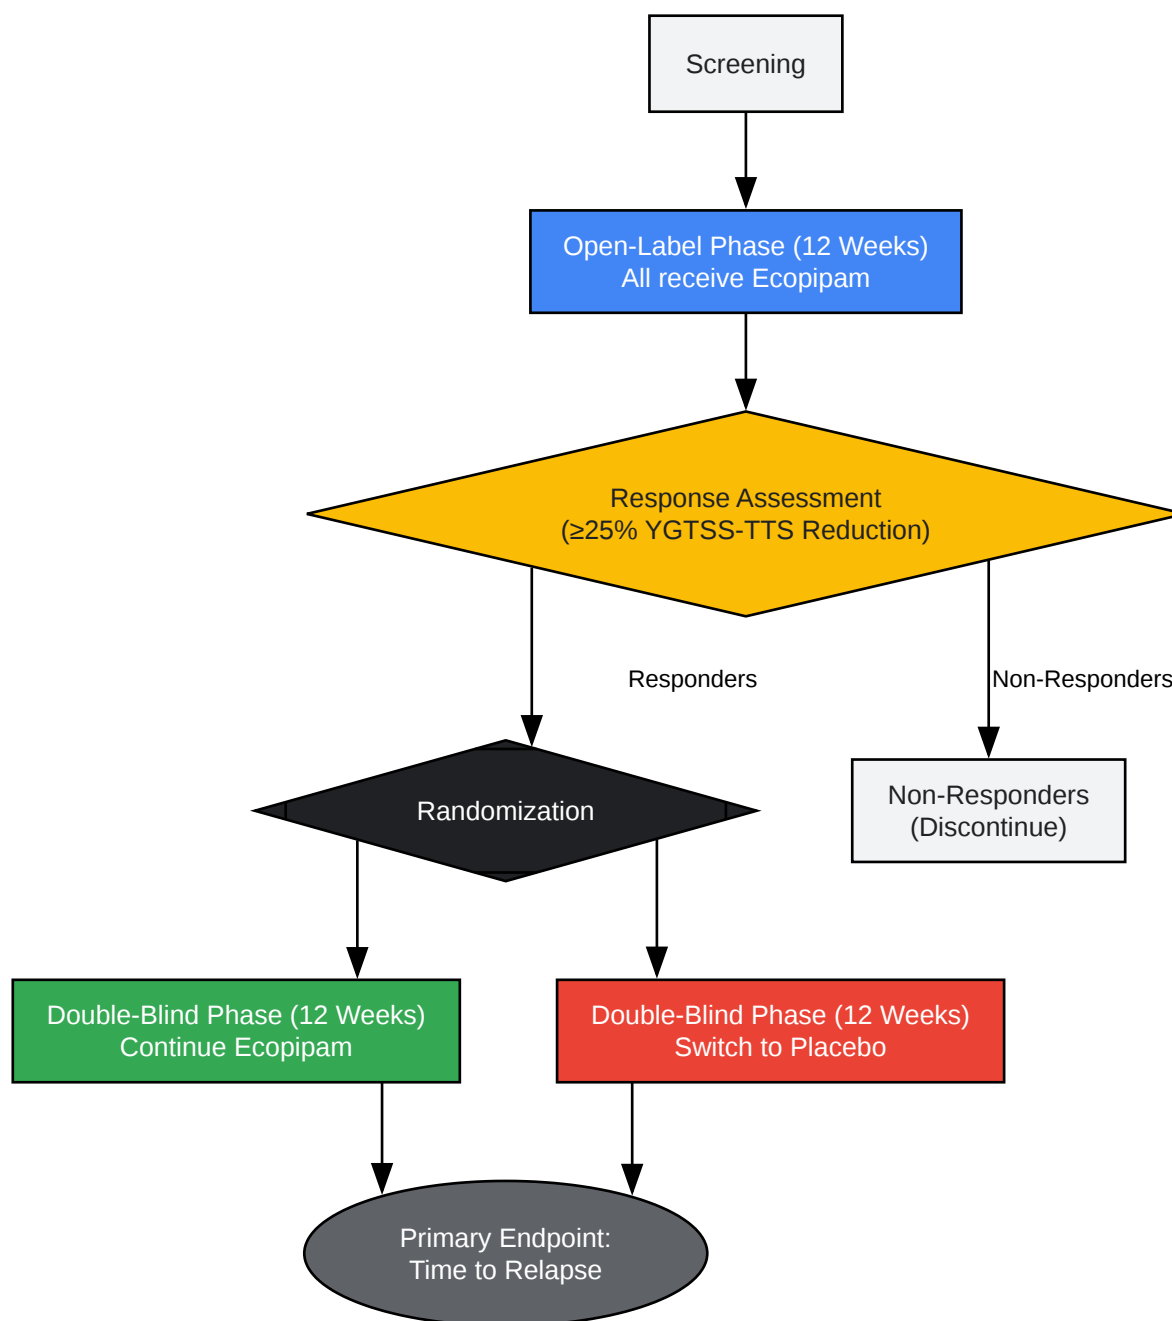 Screening
Open-Label Phase (12 Weeks)
All receive Ecopipam
Response Assessment
(≥25% YGTSS-TTS Reduction)
Responders
Non-Responders
Randomization
Non-Responders
(Discontinue)
Double-Blind Phase (12 Weeks)
Continue Ecopipam
Double-Blind Phase (12 Weeks)
Switch to Placebo
Primary Endpoint:
Time to Relapse